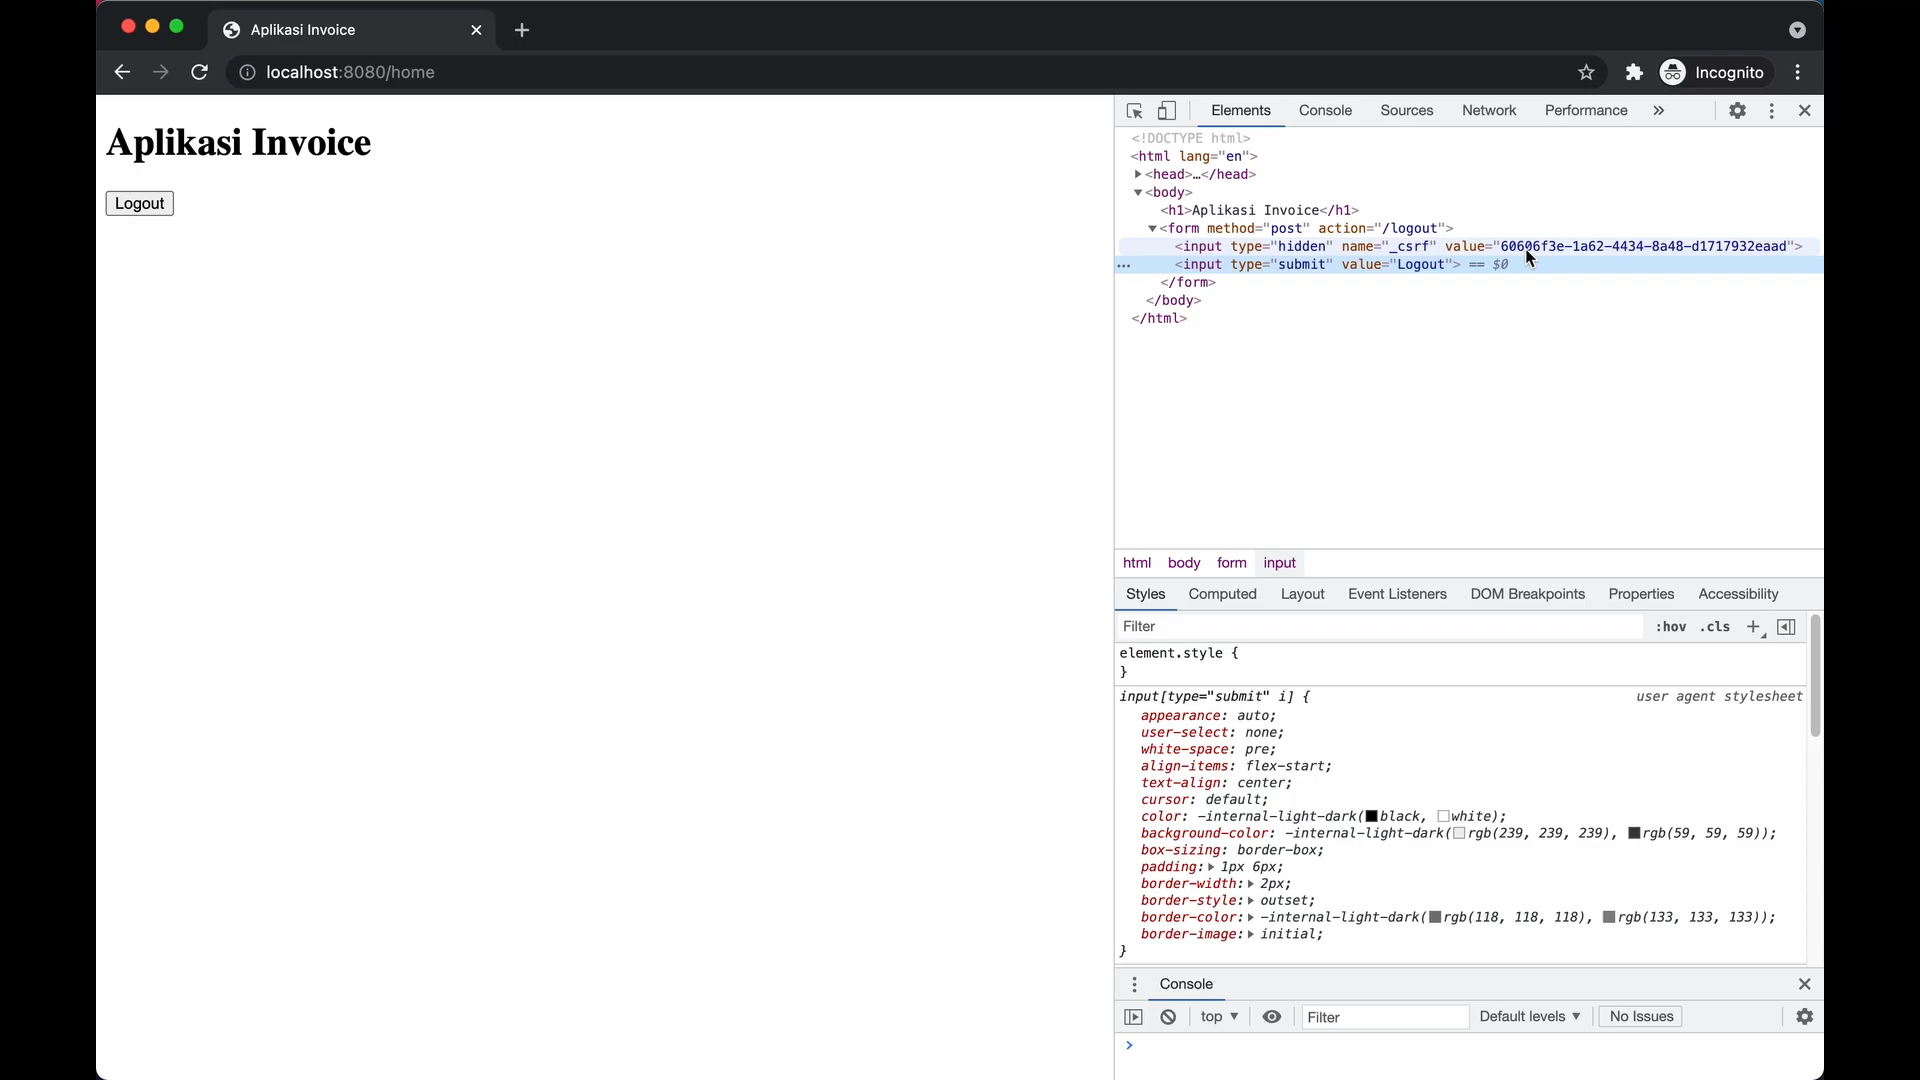 Aplikasi Invoice
localhost:8080/home
Incognito
Aplikasi Invoice
Logout
Elements Console Sources Network Performance »
<!DOCTYPE html>
<html lang="en">
<head>…</head>
<body>
<h1>Aplikasi Invoice</h1>
<form method="post" action="/logout">
<input type="hidden" name="_csrf" value="60606f3e-1a62-4434-8a48-d1717932eaad">
<input type="submit" value="Logout"> == $0
</form>
</body>
</html>
html body form input
Styles Computed Layout Event Listeners DOM Breakpoints Properties Accessibility
Filter :hov .cls
element.style {
}
input[type="submit" i] { user agent stylesheet
appearance: auto;
user-select: none;
white-space: pre;
align-items: flex-start;
text-align: center;
cursor: default;
color: -internal-light-dark(black, white);
background-color: -internal-light-dark(rgb(239, 239, 239), rgb(59, 59, 59));
box-sizing: border-box;
padding: 1px 6px;
border-width: 2px;
border-style: outset;
border-color: -internal-light-dark(rgb(118, 118, 118), rgb(133, 133, 133));
border-image: initial;
}
Console
top Filter Default levels No Issues